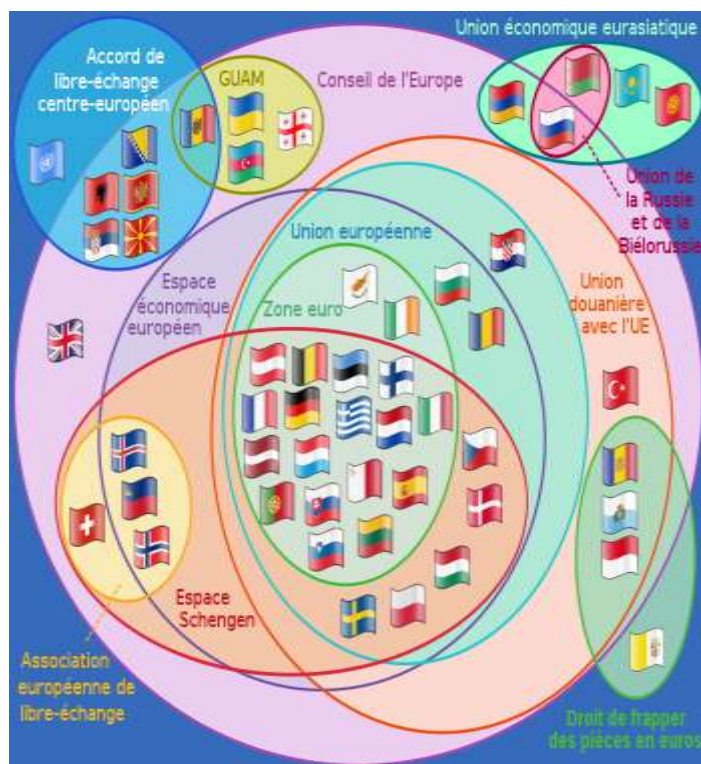 Union économique eurasiatique
Accord de
libre-échange
centre-européen
GUAM
Conseil de l'Europe
Union de
la Russie
et de la
Biélorussie
Union européenne
Espace
économique
européen
Zone euro
Union
douanière
avec l'UE
Espace
Schengen
Association
européenne de
libre-échange
Droit de frapper
des pièces en euros